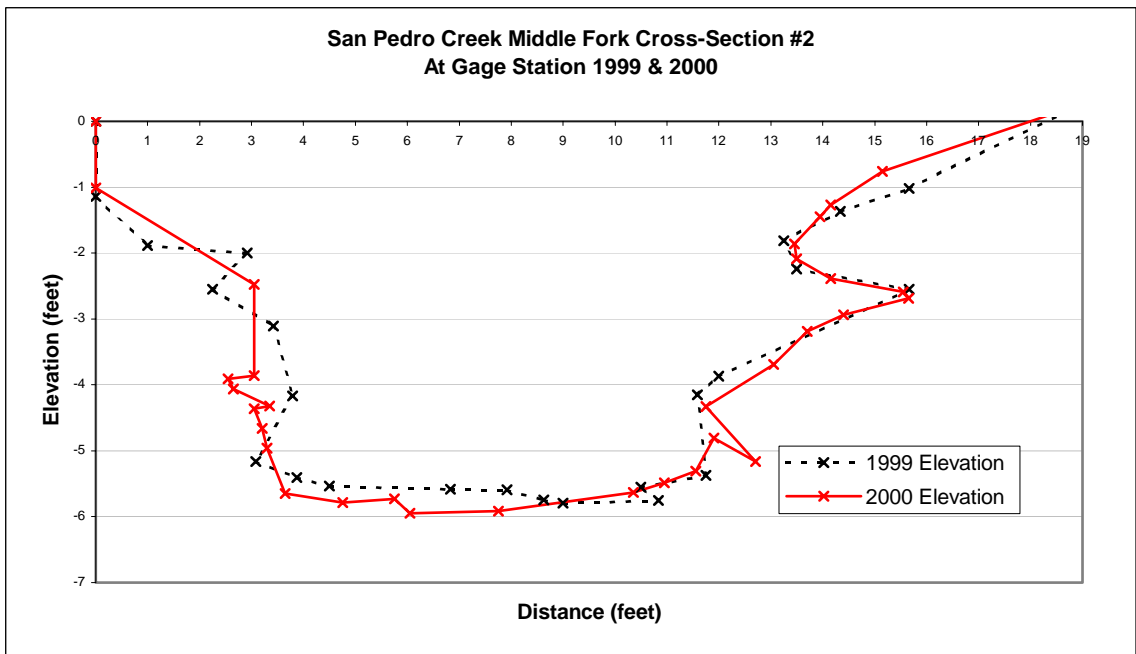 San Pedro Creek Middle Fork Cross-Section #2
At Gage Station 1999 & 2000
0
-1
-2
-3
-4
-5
-6
-7
0 1 2 3 4 5 6 7 8 9 10 11 12 13 14 15 16 17 18 19
Elevation (feet)
Distance (feet)
1999 Elevation
2000 Elevation